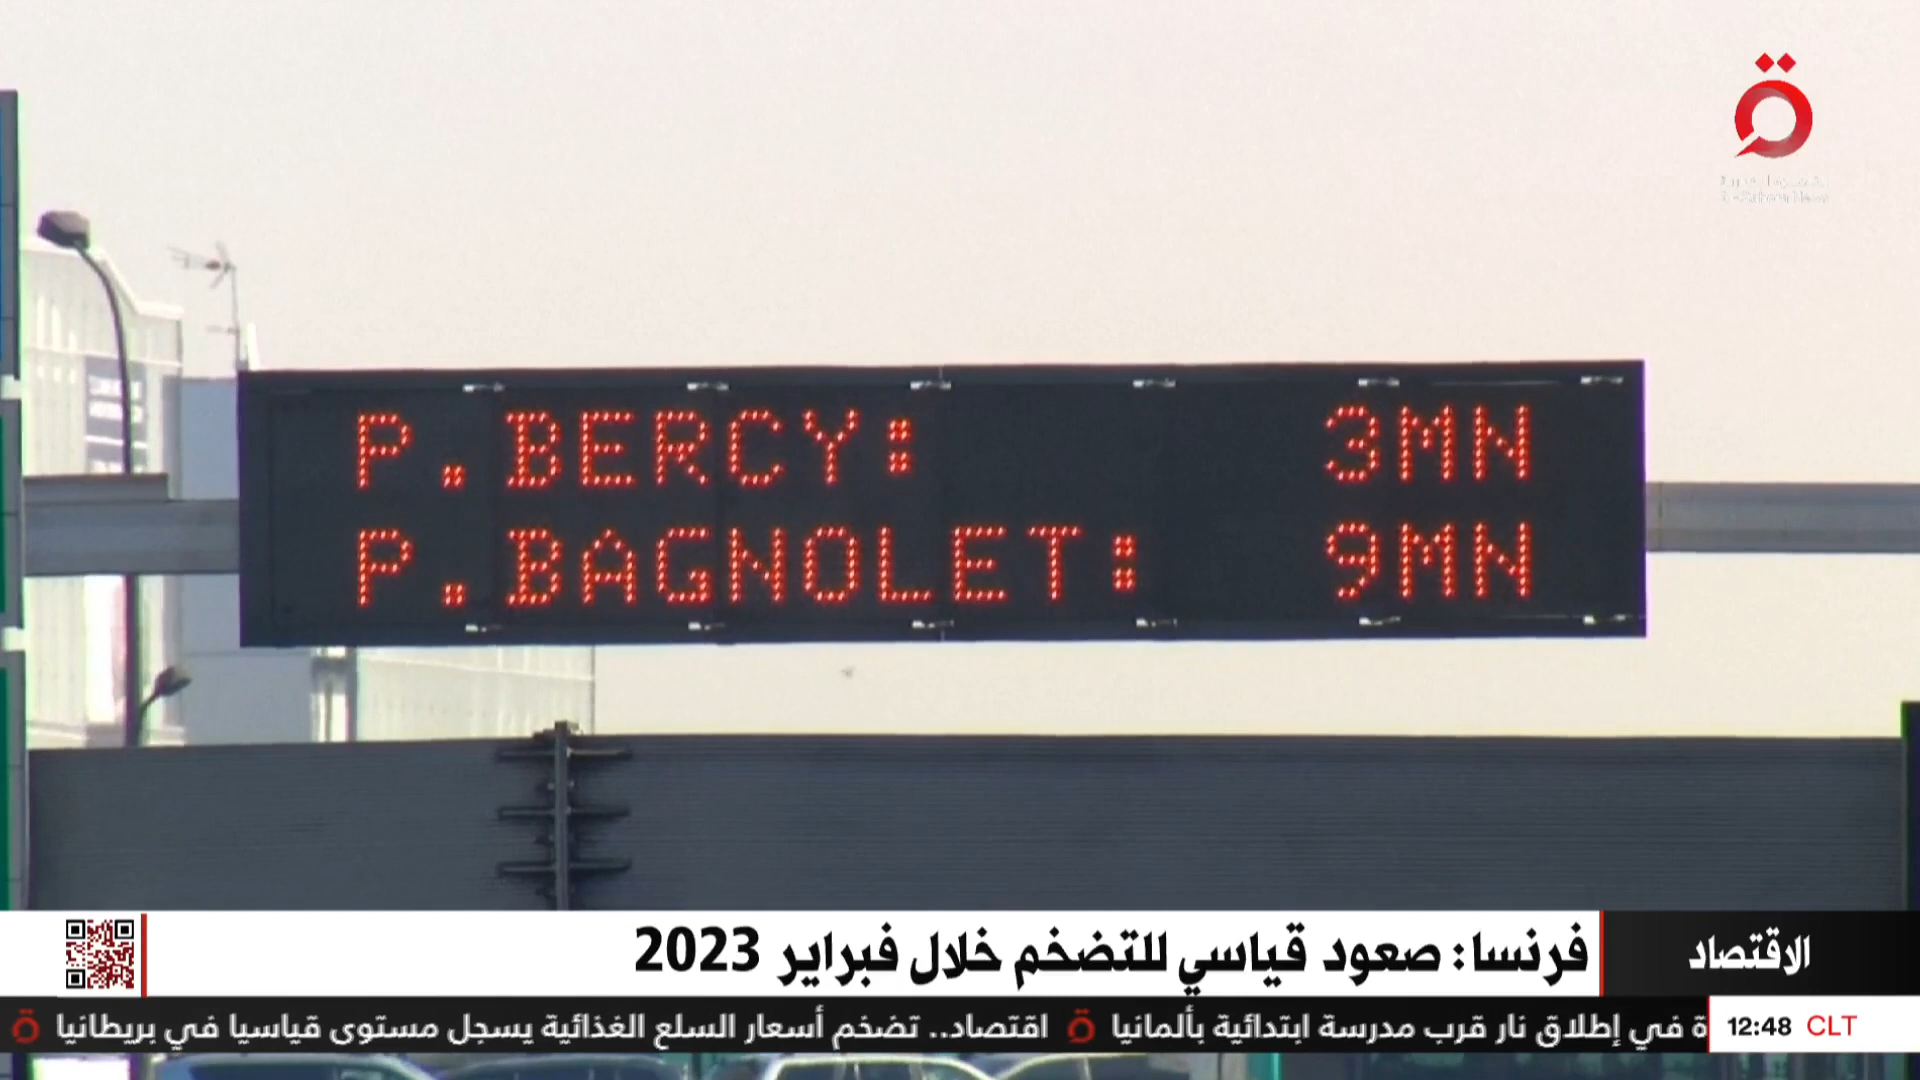 P.BERCY: 3MN
P.BAGNOLET: 9MN
الاقتصاد
فرنسا: صعود قياسي للتضخم خلال فبراير 2023
12:48 CLT
ة في إطلاق نار قرب مدرسة ابتدائية بألمانيا
اقتصاد.. تضخم أسعار السلع الغذائية يسجل مستوى قياسيا في بريطانيا